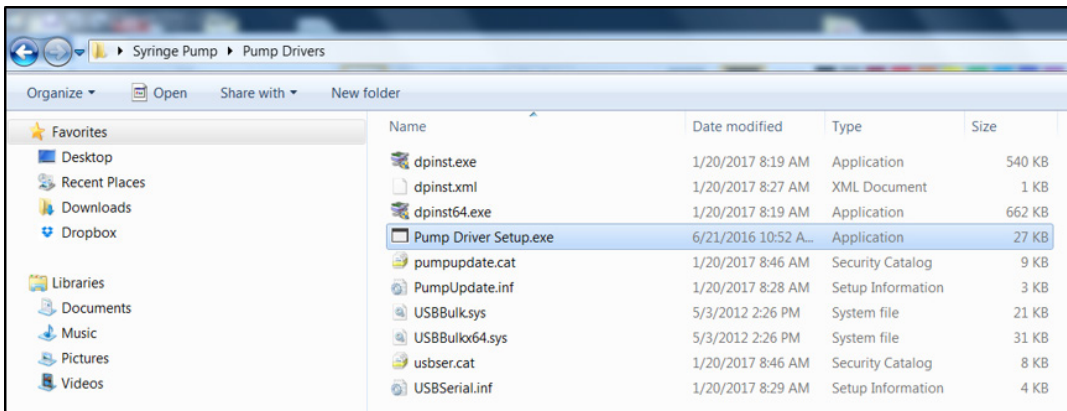 Syringe Pump Pump Drivers
Organize Open Share with New folder
Favorites
Desktop
Recent Places
Downloads
Dropbox
Libraries
Documents
Music
Pictures
Videos
Name Date modified Type Size
dpinst.exe 1/20/2017 8:19 AM Application 540 KB
dpinst.xml 1/20/2017 8:27 AM XML Document 1 KB
dpinst64.exe 1/20/2017 8:19 AM Application 662 KB
Pump Driver Setup.exe 6/21/2016 10:52 A... Application 27 KB
pumpupdate.cat 1/20/2017 8:46 AM Security Catalog 9 KB
PumpUpdate.inf 1/20/2017 8:28 AM Setup Information 3 KB
USBBulk.sys 5/3/2012 2:26 PM System file 21 KB
USBBulkx64.sys 5/3/2012 2:26 PM System file 31 KB
usbser.cat 1/20/2017 8:46 AM Security Catalog 8 KB
USBSerial.inf 1/20/2017 8:29 AM Setup Information 4 KB